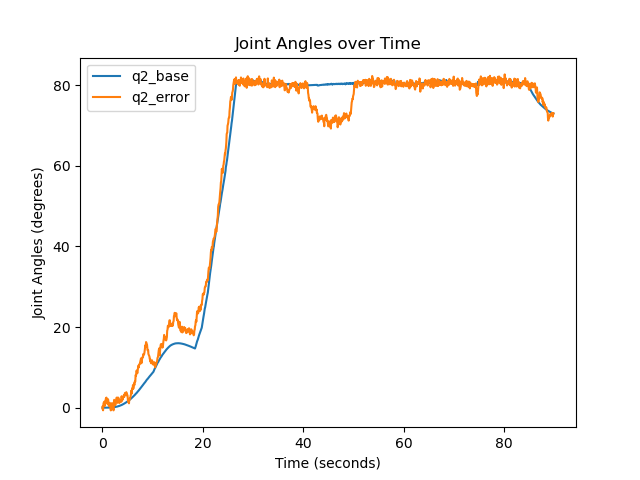 Joint Angles over Time
q2_base
q2_error
Joint Angles (degrees)
80
60
40
20
0
0 20 40 60 80
Time (seconds)